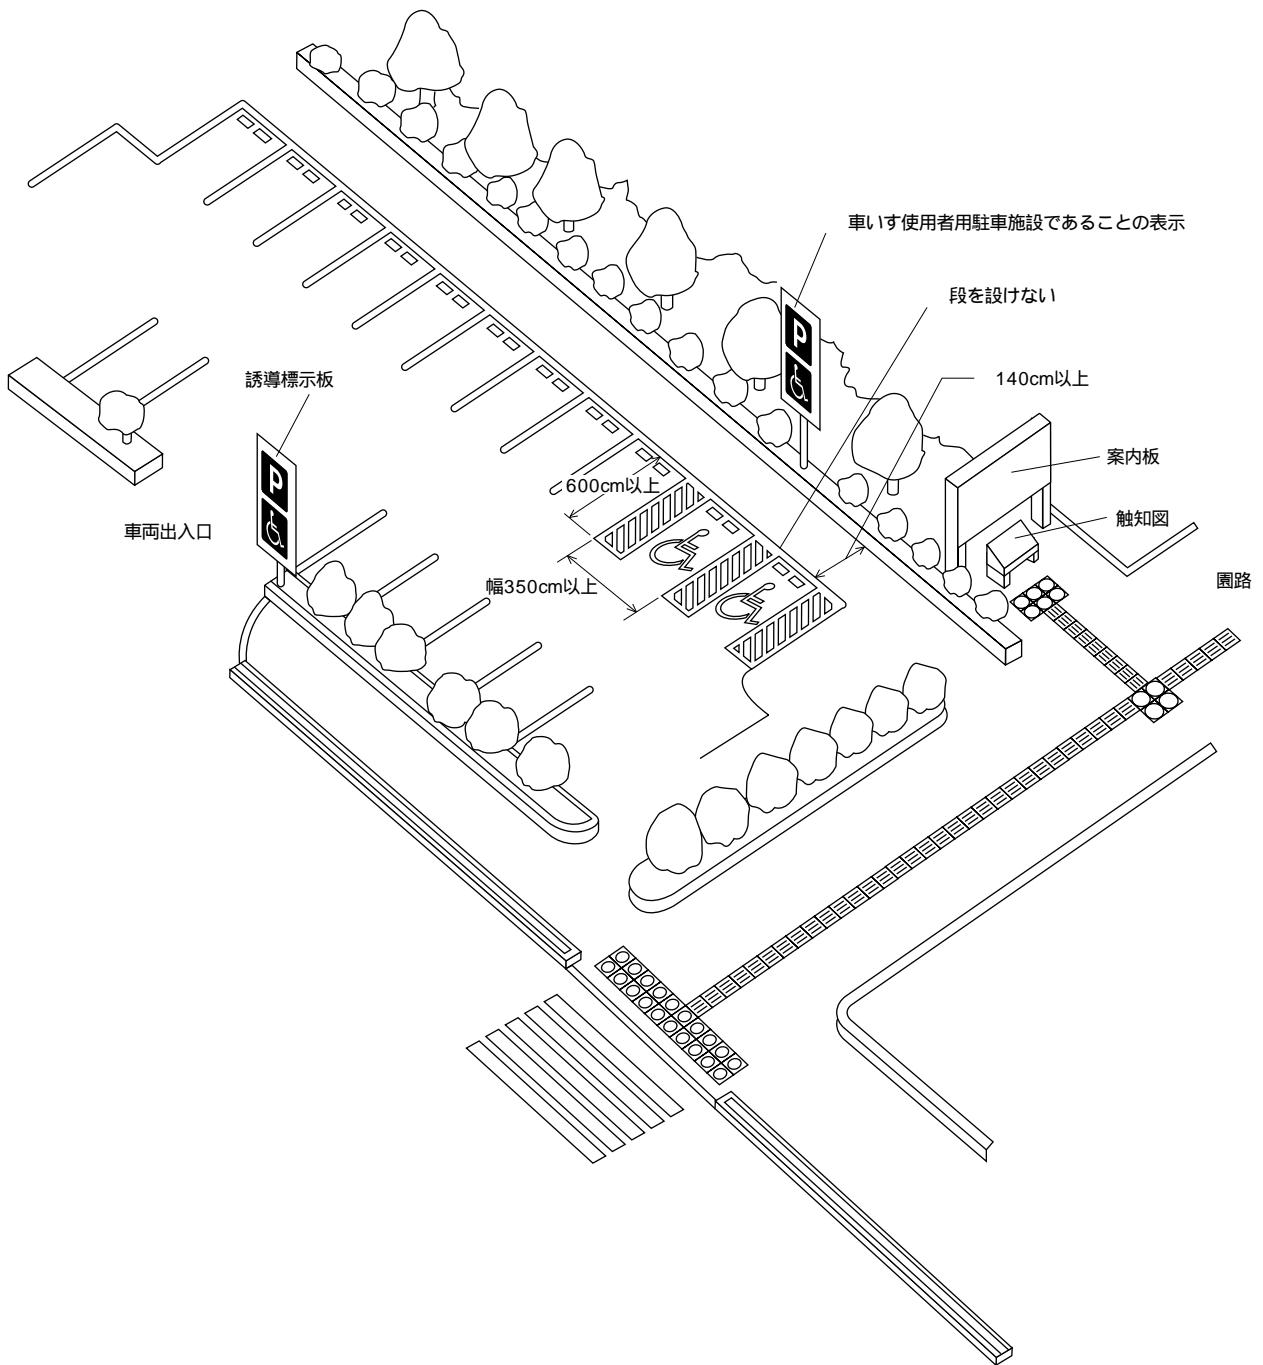 車いす使用者用駐車施設であることの表示
段を設けない
誘導標示板
140cm以上
P
案内板
600cm以上
P
触知図
車両出入口
幅350cm以上
園路